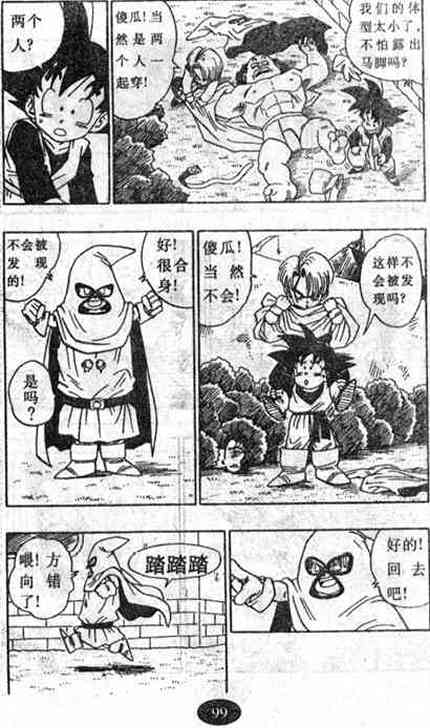 我们的体
型太小了,
不怕露出
马脚吗?
傻瓜!当
然是两
个人一
起穿!
两个
人?
这样不
会被发
现吗?
傻瓜!
当然
不会!
好!
很合
身!
不会被
发现
的!
是
吗?
好的!
回去
吧!
踏踏踏
喂!方
向错
了!
99